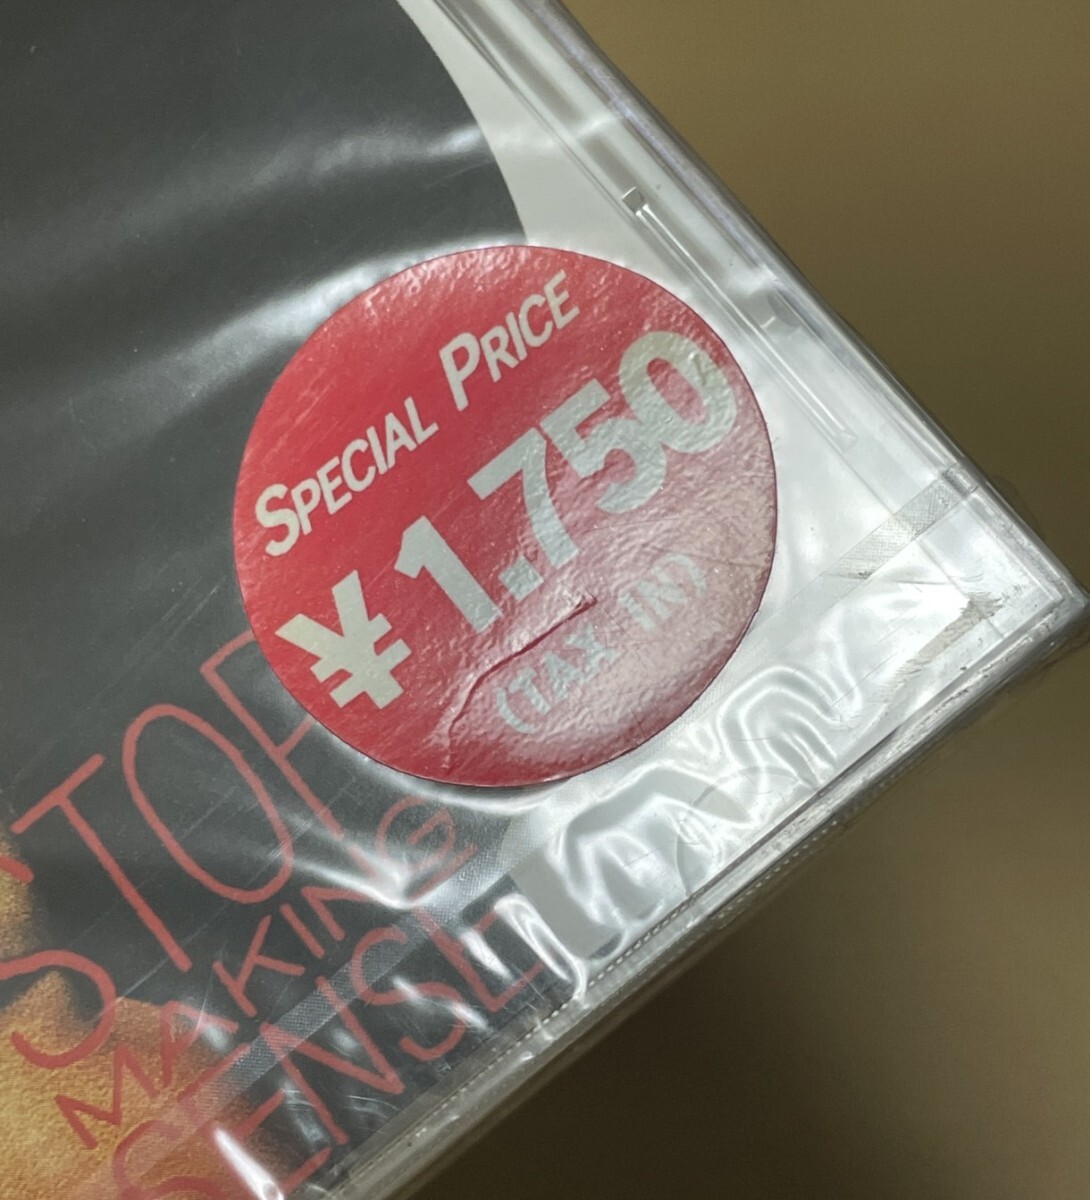 SPECIAL PRICE
¥1.750
(TAX IN)
STOP
MAKING
SENSE